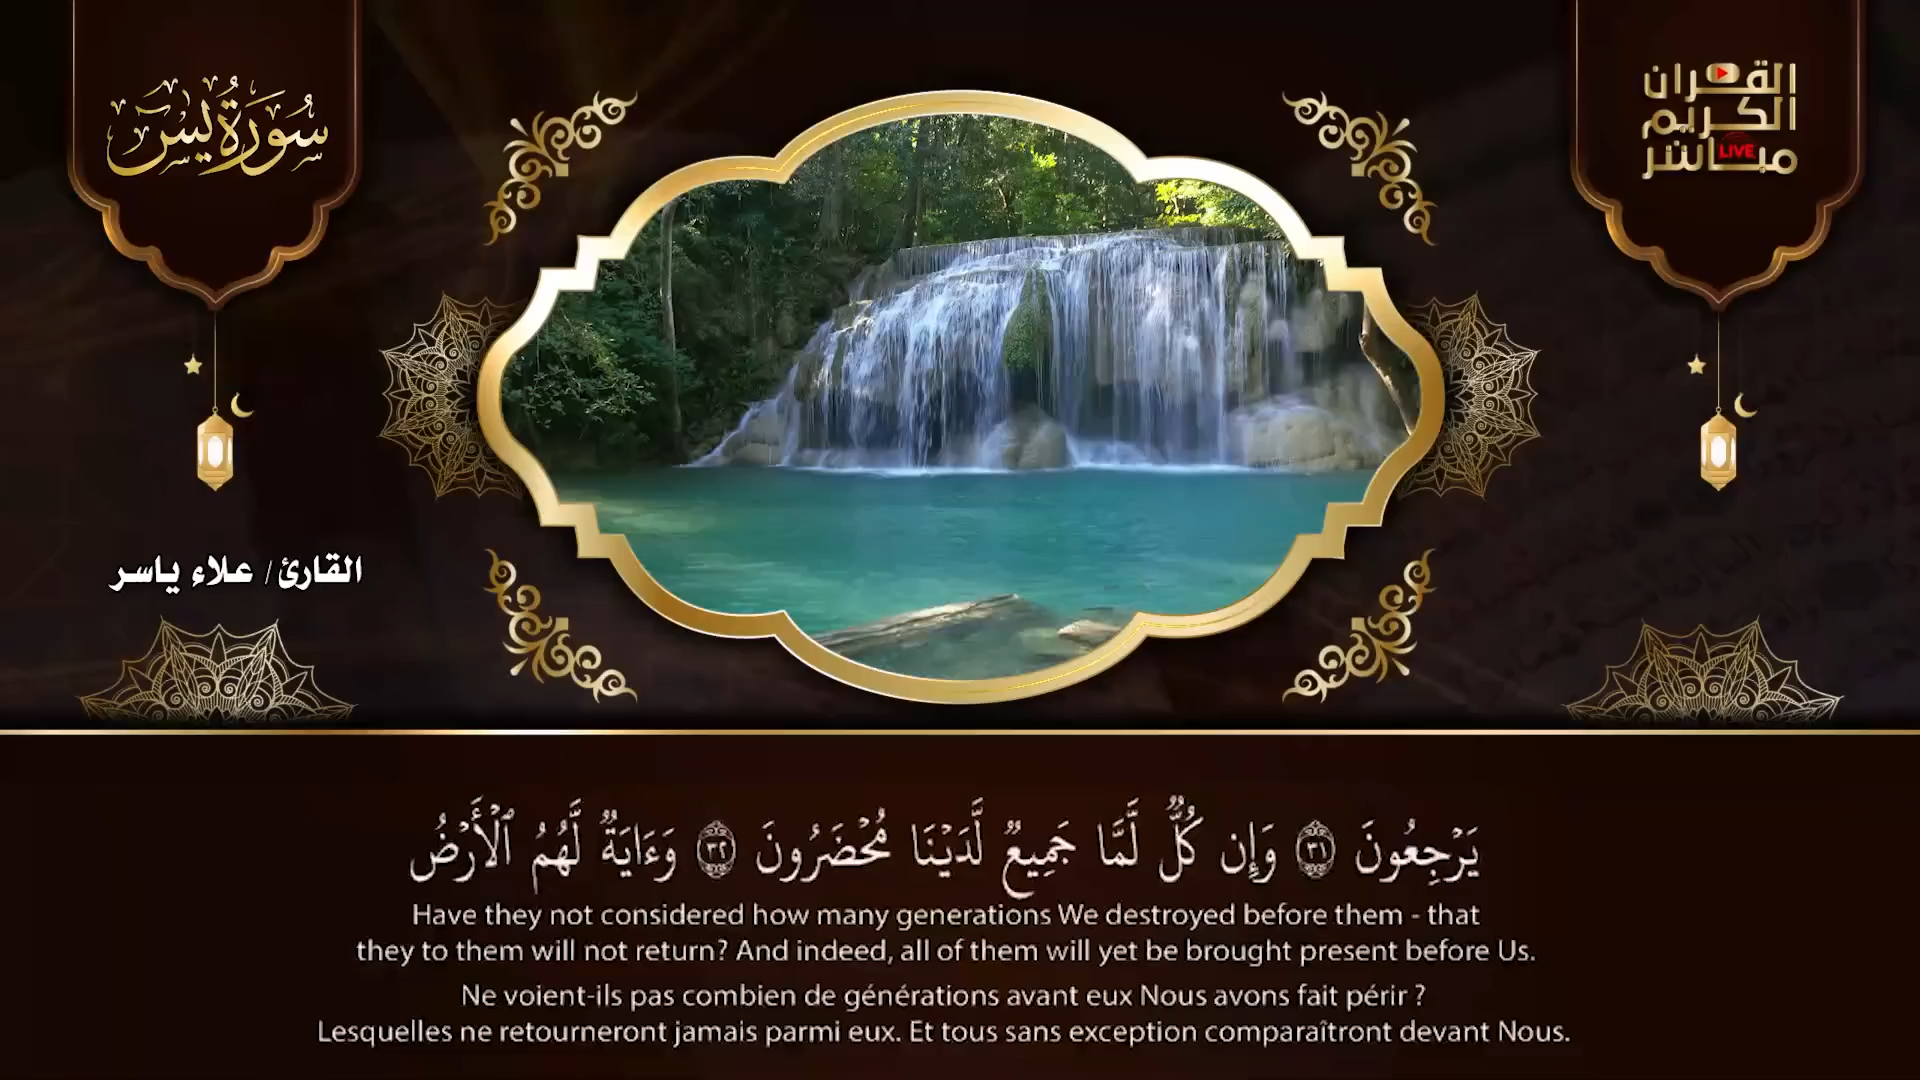 سُورَةُ يس
القرآن
الكريم
مباشر
LIVE
القارئ / علاء ياسر
يَرْجِعُونَ ٣١ وَإِن كُلٌّ لَّمَّا جَمِيعٌ لَّدَيْنَا مُحْضَرُونَ ٣٢ وَءَايَةٌ لَّهُمُ ٱلْأَرْضُ
Have they not considered how many generations We destroyed before them - that
they to them will not return? And indeed, all of them will yet be brought present before Us.
Ne voient-ils pas combien de générations avant eux Nous avons fait périr ?
Lesquelles ne retourneront jamais parmi eux. Et tous sans exception comparaîtront devant Nous.